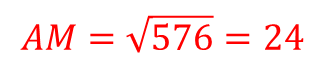 AM = √576 = 24